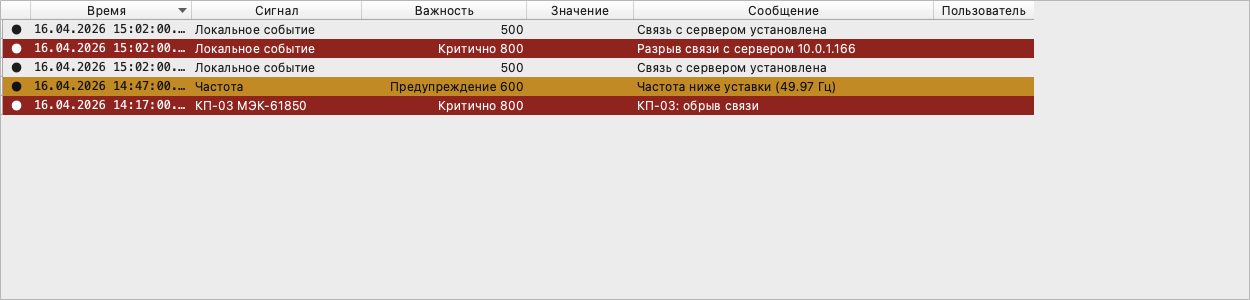 Время Сигнал Важность Значение Сообщение Пользователь
16.04.2026 15:02:00.… Локальное событие 500 Связь с сервером установлена
16.04.2026 15:02:00.… Локальное событие Критично 800 Разрыв связи с сервером 10.0.1.166
16.04.2026 15:02:00.… Локальное событие 500 Связь с сервером установлена
16.04.2026 14:47:00.… Частота Предупреждение 600 Частота ниже уставки (49.97 Гц)
16.04.2026 14:17:00.… КП-03 МЭК-61850 Критично 800 КП-03: обрыв связи